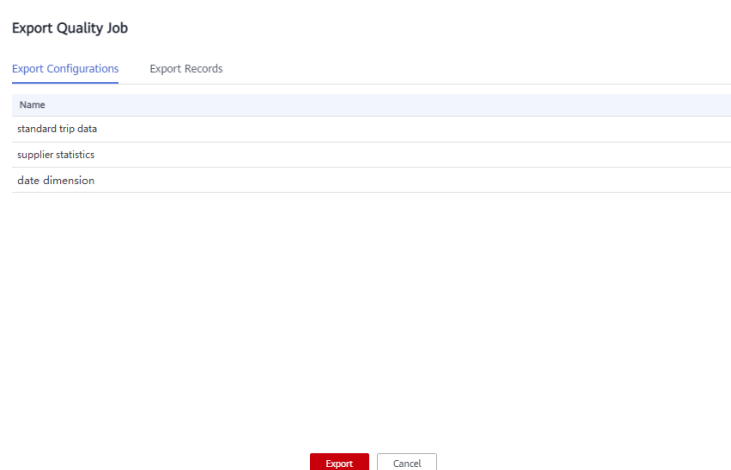 Export Quality Job
Export Configurations Export Records
Name
standard trip data
supplier statistics
date dimension
Export Cancel